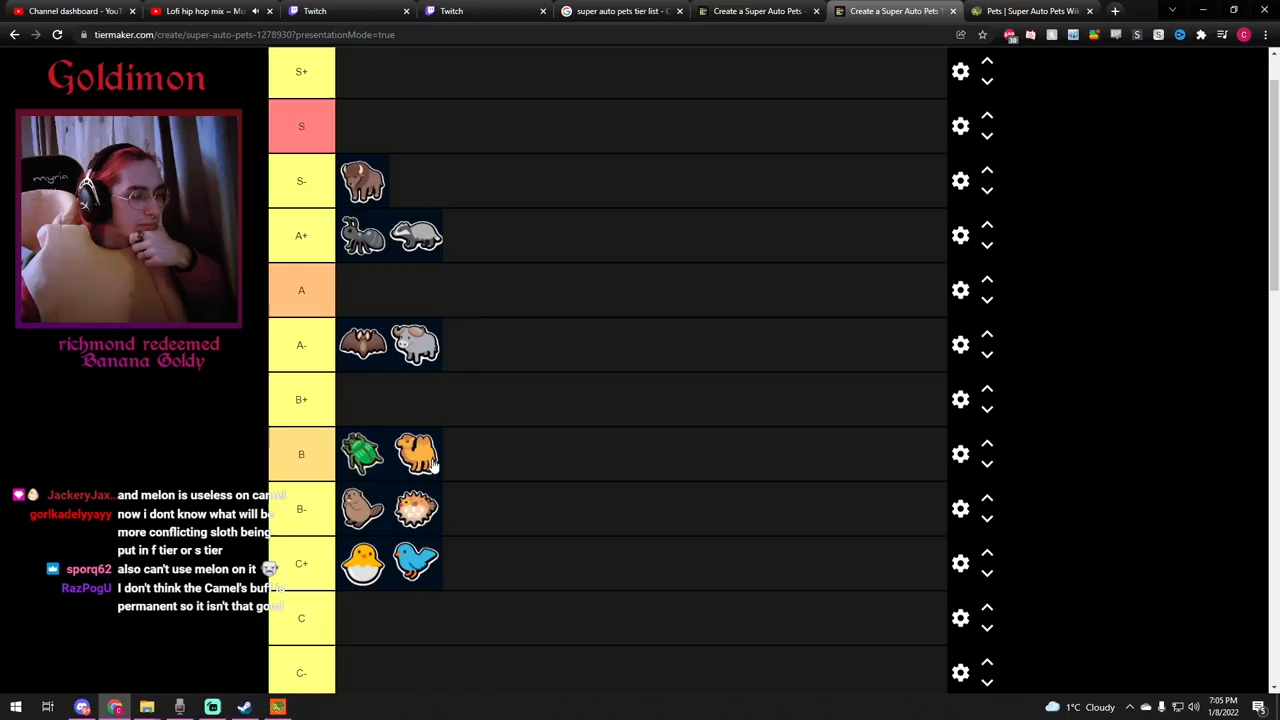 Channel dashboard - YouT
Lofi hip hop mix ~ Mu
Twitch
Twitch
super auto pets tier list - G
Create a Super Auto Pets
Create a Super Auto Pets T
Pets | Super Auto Pets Wiki
tiermaker.com/create/super-auto-pets-1278930?presentationMode=true
30
Goldimon
myria
richmond redeemed
Banana Goldy
S+
S
S-
A+
A
A-
B+
B
B-
C+
C
C-
JackeryJax... and melon is useless on camel
gorlkadelyyayy now i dont know what will be
more conflicting sloth being
put in f tier or s tier
sporq62 also can't use melon on it
RazPogU I don't think the Camel's buff is
permanent so it isn't that good
1°C Cloudy
7:05 PM
1/8/2022